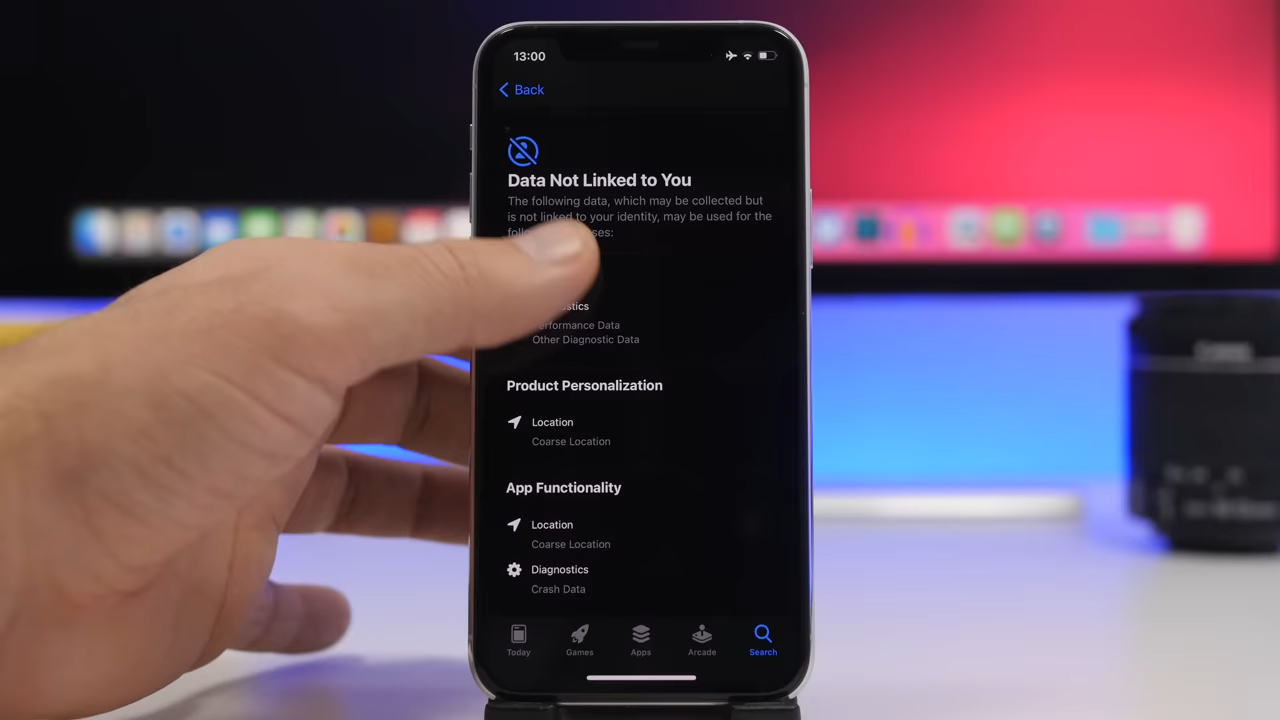 13:00
Back
Data Not Linked to You
The following data, which may be collected but
is not linked to your identity, may be used for the
Performance Data
Other Diagnostic Data
Product Personalization
Location
Coarse Location
App Functionality
Location
Coarse Location
Diagnostics
Crash Data
Today
Games
Apps
Arcade
Search